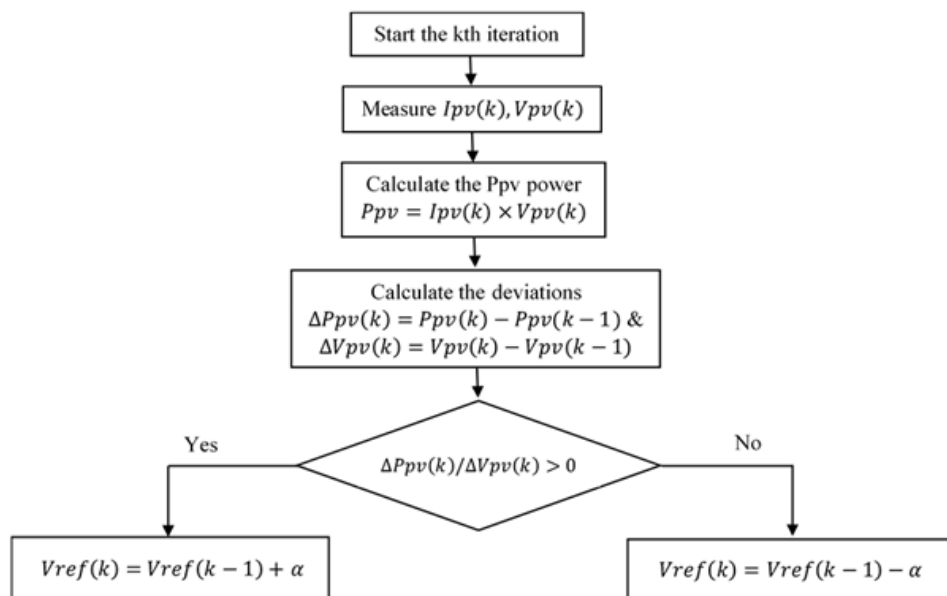 Start the kth iteration
Measure Ipv(k), Vpv(k)
Calculate the Ppv power
Ppv = Ipv(k) × Vpv(k)
Calculate the deviations
ΔPpv(k) = Ppv(k) − Ppv(k − 1) &
ΔVpv(k) = Vpv(k) − Vpv(k − 1)
Yes
No
ΔPpv(k)/ΔVpv(k) > 0
Vref(k) = Vref(k − 1) + α
Vref(k) = Vref(k − 1) − α